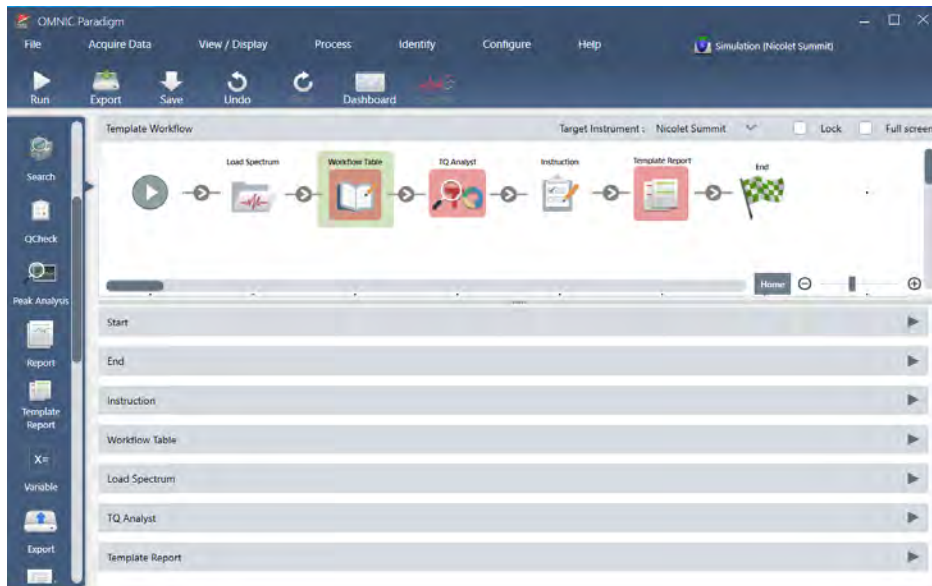 OMNIC Paradigm
File Acquire Data View / Display Process Identify Configure Help Simulation (Nicolet Summit)
Run Export Save Undo Dashboard
Template Workflow Target Instrument : Nicolet Summit Lock Full screen
Load Spectrum Workflow Table TQ Analyst Instruction Template Report End
Home
Search
QCheck
Peak Analysis
Report
Template
Report
X=
Variable
Export
Start
End
Instruction
Workflow Table
Load Spectrum
TQ Analyst
Template Report